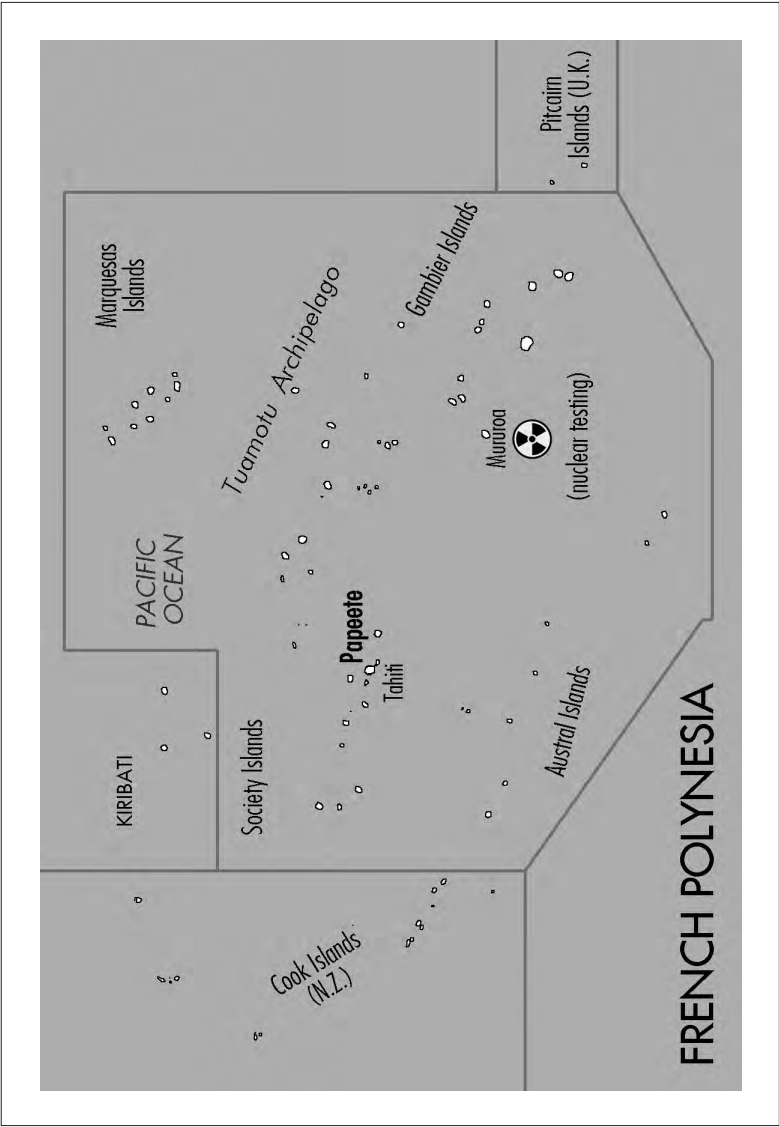 Marquesas
Islands
Tuamotu Archipelago
Gambier Islands
Pitcairn
Islands (U.K.)
PACIFIC
OCEAN
Mururoa
(nuclear testing)
KIRIBATI
Society Islands
Papeete
Tahiti
Austral Islands
Cook Islands
(N.Z.)
FRENCH POLYNESIA